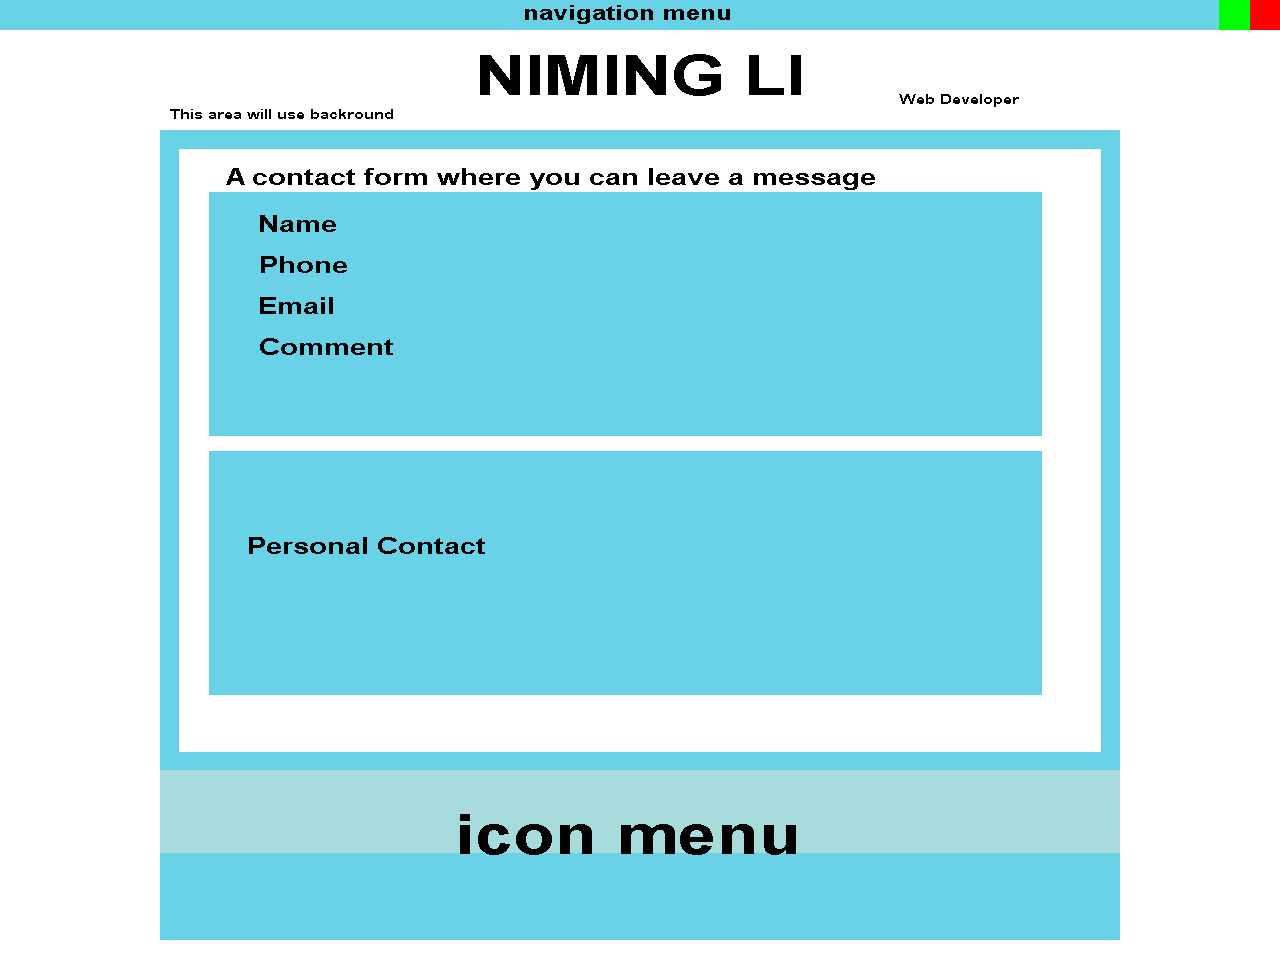 navigation menu
NIMING LI
Web Developer
This area will use backround
A contact form where you can leave a message
Name
Phone
Email
Comment
Personal Contact
icon menu